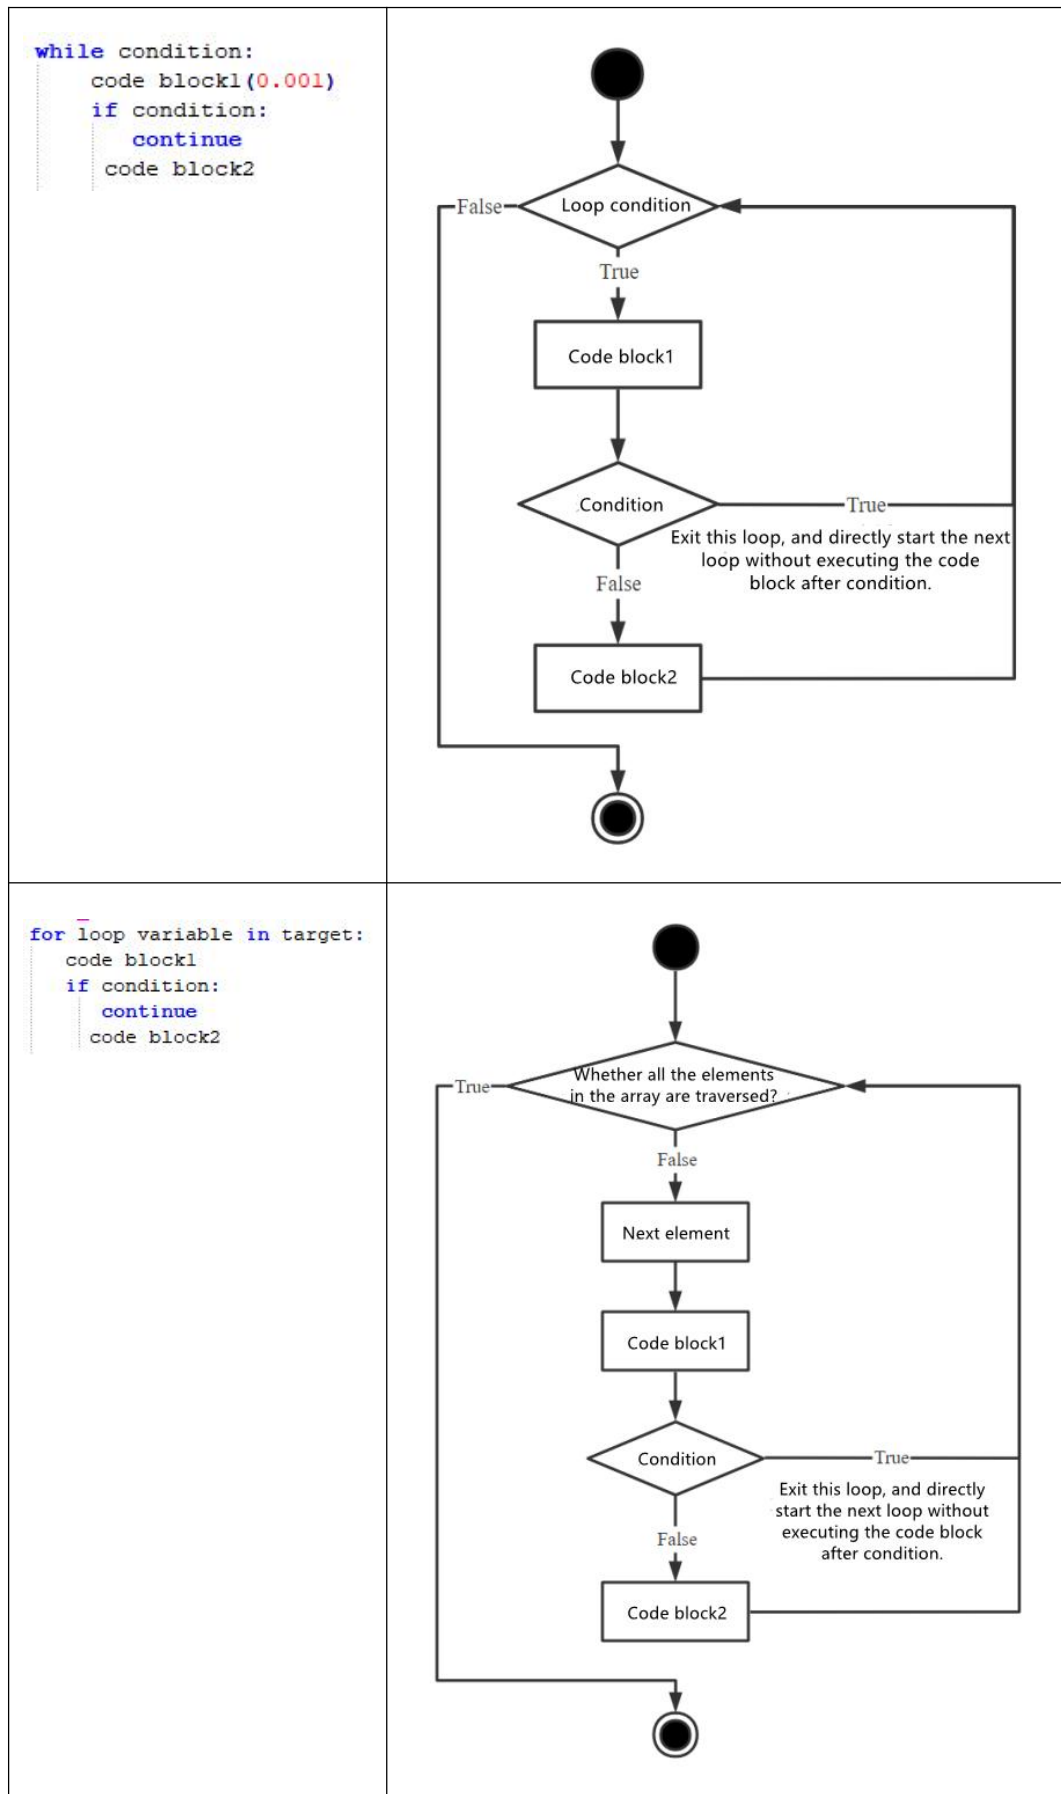 while condition:
code block1(0.001)
if condition:
continue
code block2
Loop condition
False
True
Code block1
Condition
True
Exit this loop, and directly start the next
loop without executing the code
block after condition.
False
Code block2
for loop variable in target:
code block1
if condition:
continue
code block2
Whether all the elements
in the array are traversed?
True
False
Next element
Code block1
Condition
True
Exit this loop, and directly
start the next loop without
executing the code block
after condition.
False
Code block2